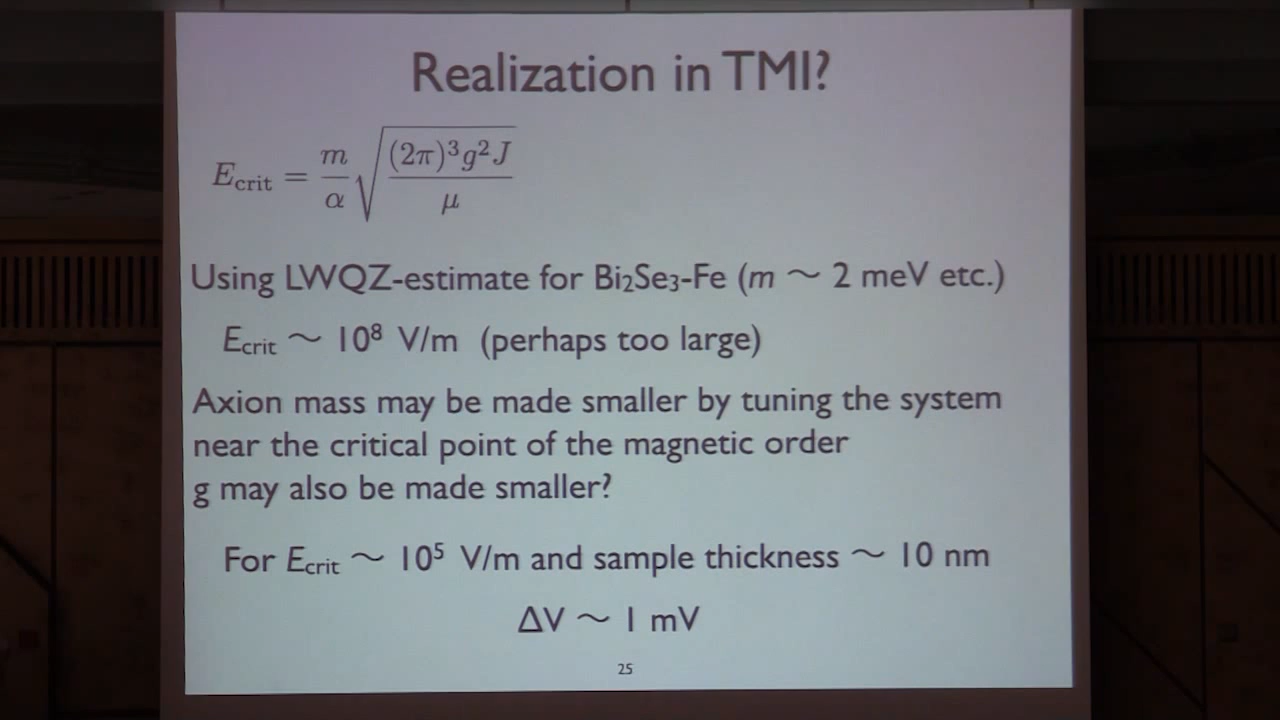 Realization in TMI?
E_crit = m/α √((2π)³g²J/μ)
Using LWQZ-estimate for Bi₂Se₃-Fe (m ∼ 2 meV etc.)
E_crit ∼ 10⁸ V/m (perhaps too large)
Axion mass may be made smaller by tuning the system
near the critical point of the magnetic order
g may also be made smaller?
For E_crit ∼ 10⁵ V/m and sample thickness ∼ 10 nm
ΔV ∼ 1 mV
25